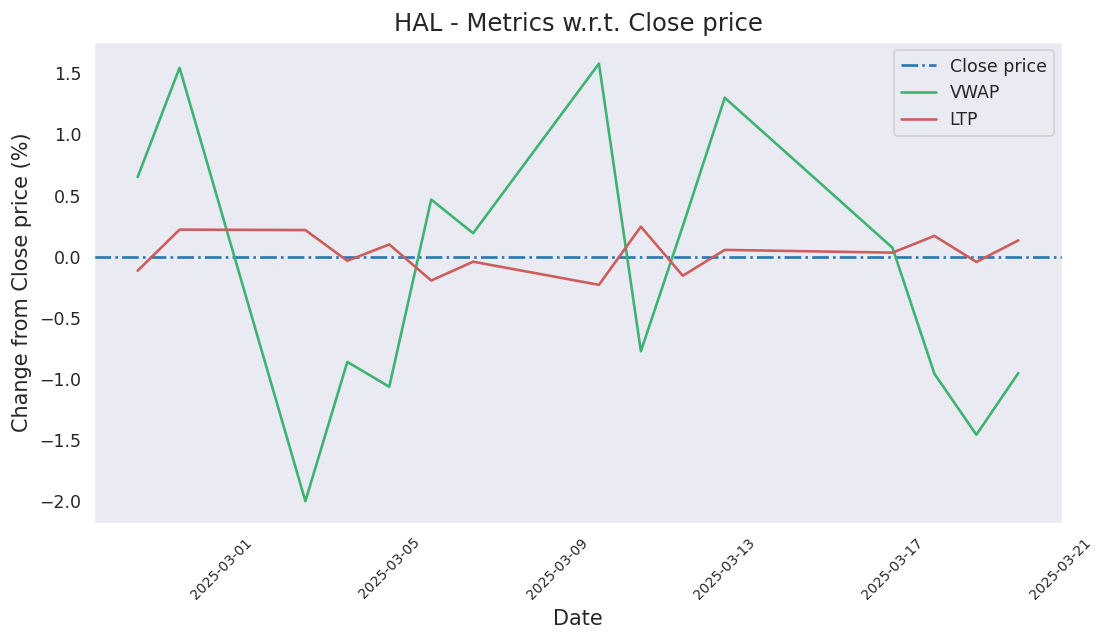 HAL - Metrics w.r.t. Close price
Close price
VWAP
LTP
Change from Close price (%)
1.5
1.0
0.5
0.0
−0.5
−1.0
−1.5
−2.0
2025-03-01
2025-03-05
2025-03-09
2025-03-13
2025-03-17
2025-03-21
Date